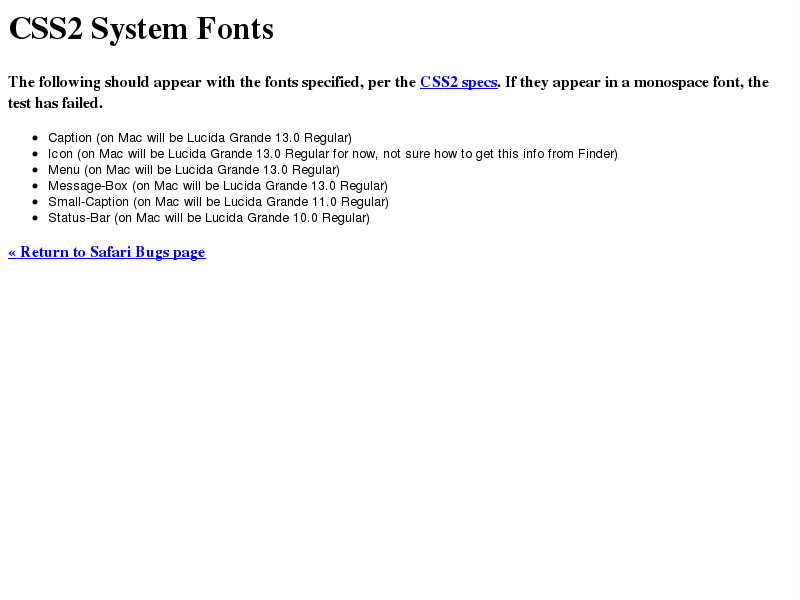 CSS2 System Fonts
The following should appear with the fonts specified, per the CSS2 specs. If they appear in a monospace font, the
test has failed.
• Caption (on Mac will be Lucida Grande 13.0 Regular)
• Icon (on Mac will be Lucida Grande 13.0 Regular for now, not sure how to get this info from Finder)
• Menu (on Mac will be Lucida Grande 13.0 Regular)
• Message-Box (on Mac will be Lucida Grande 13.0 Regular)
• Small-Caption (on Mac will be Lucida Grande 11.0 Regular)
• Status-Bar (on Mac will be Lucida Grande 10.0 Regular)
« Return to Safari Bugs page